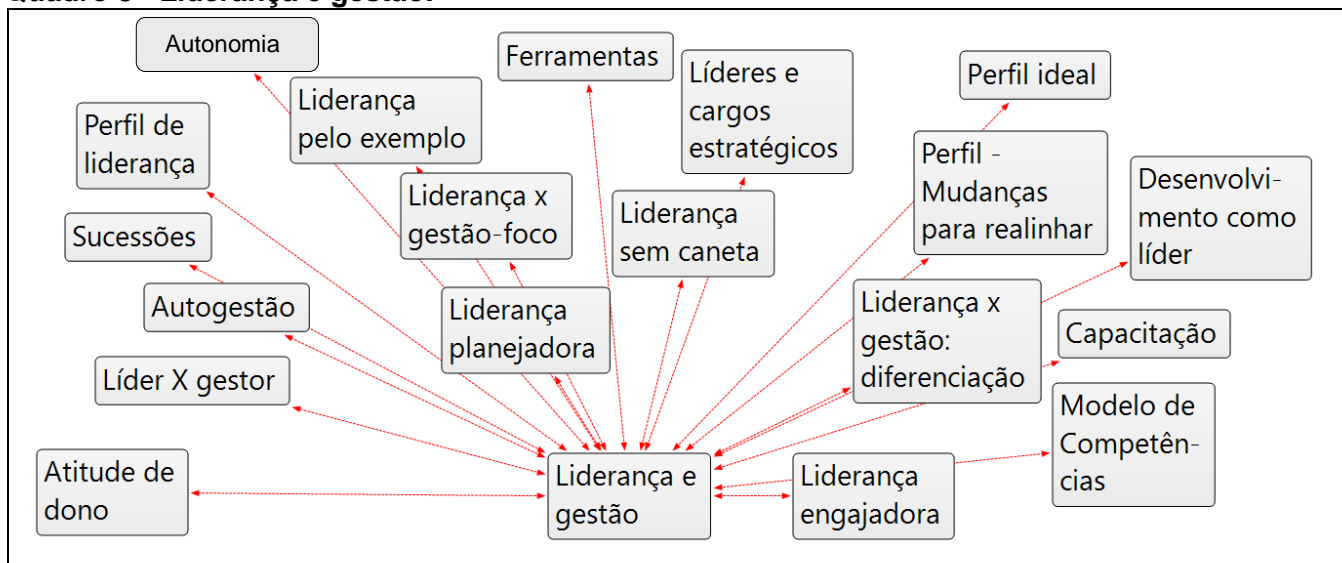 Autonomia
Ferramentas
Líderes e
cargos
estratégicos
Perfil ideal
Liderança
pelo exemplo
Perfil de
liderança
Perfil -
Mudanças
para realinhar
Desenvolvi-
mento como
líder
Liderança x
gestão-foco
Liderança
sem caneta
Sucessões
Autogestão
Liderança
planejadora
Liderança x
gestão:
diferenciação
Capacitação
Líder X gestor
Modelo de
Competên-
cias
Atitude de
dono
Liderança e
gestão
Liderança
engajadora